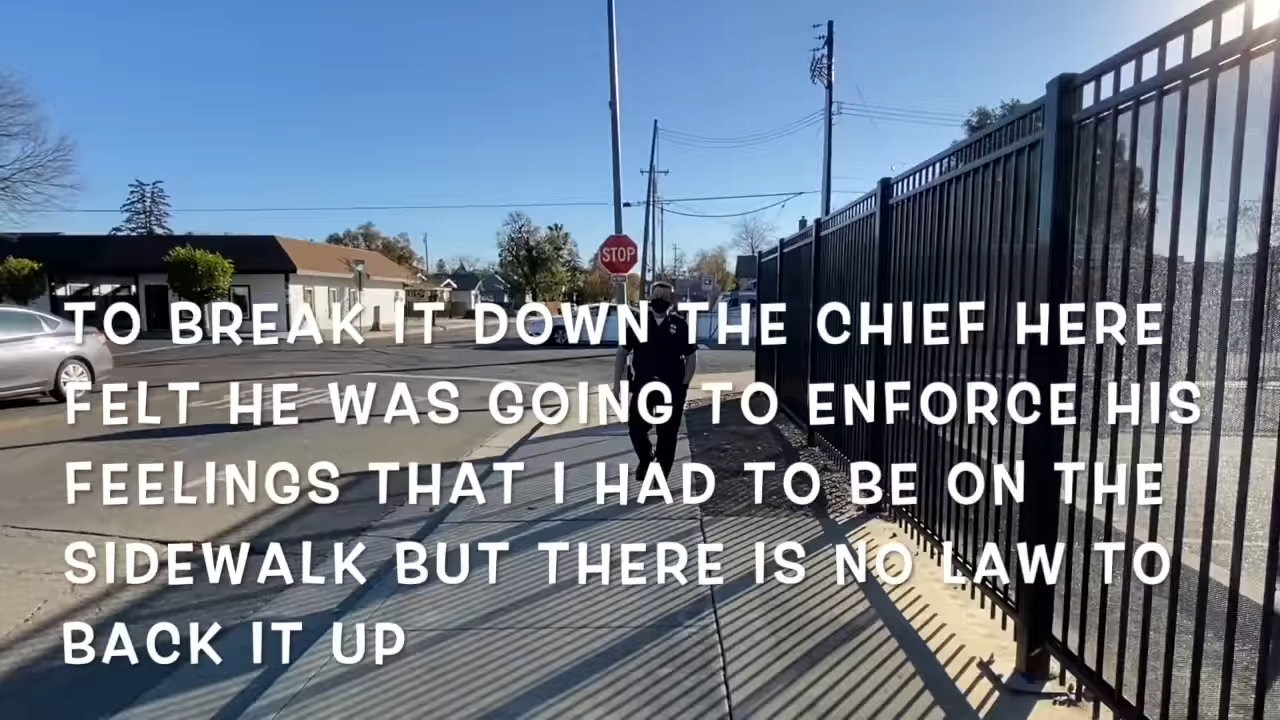 STOP
TO BREAK IT DOWN THE CHIEF HERE
FELT HE WAS GOING TO ENFORCE HIS
FEELINGS THAT I HAD TO BE ON THE
SIDEWALK BUT THERE IS NO LAW TO
BACK IT UP